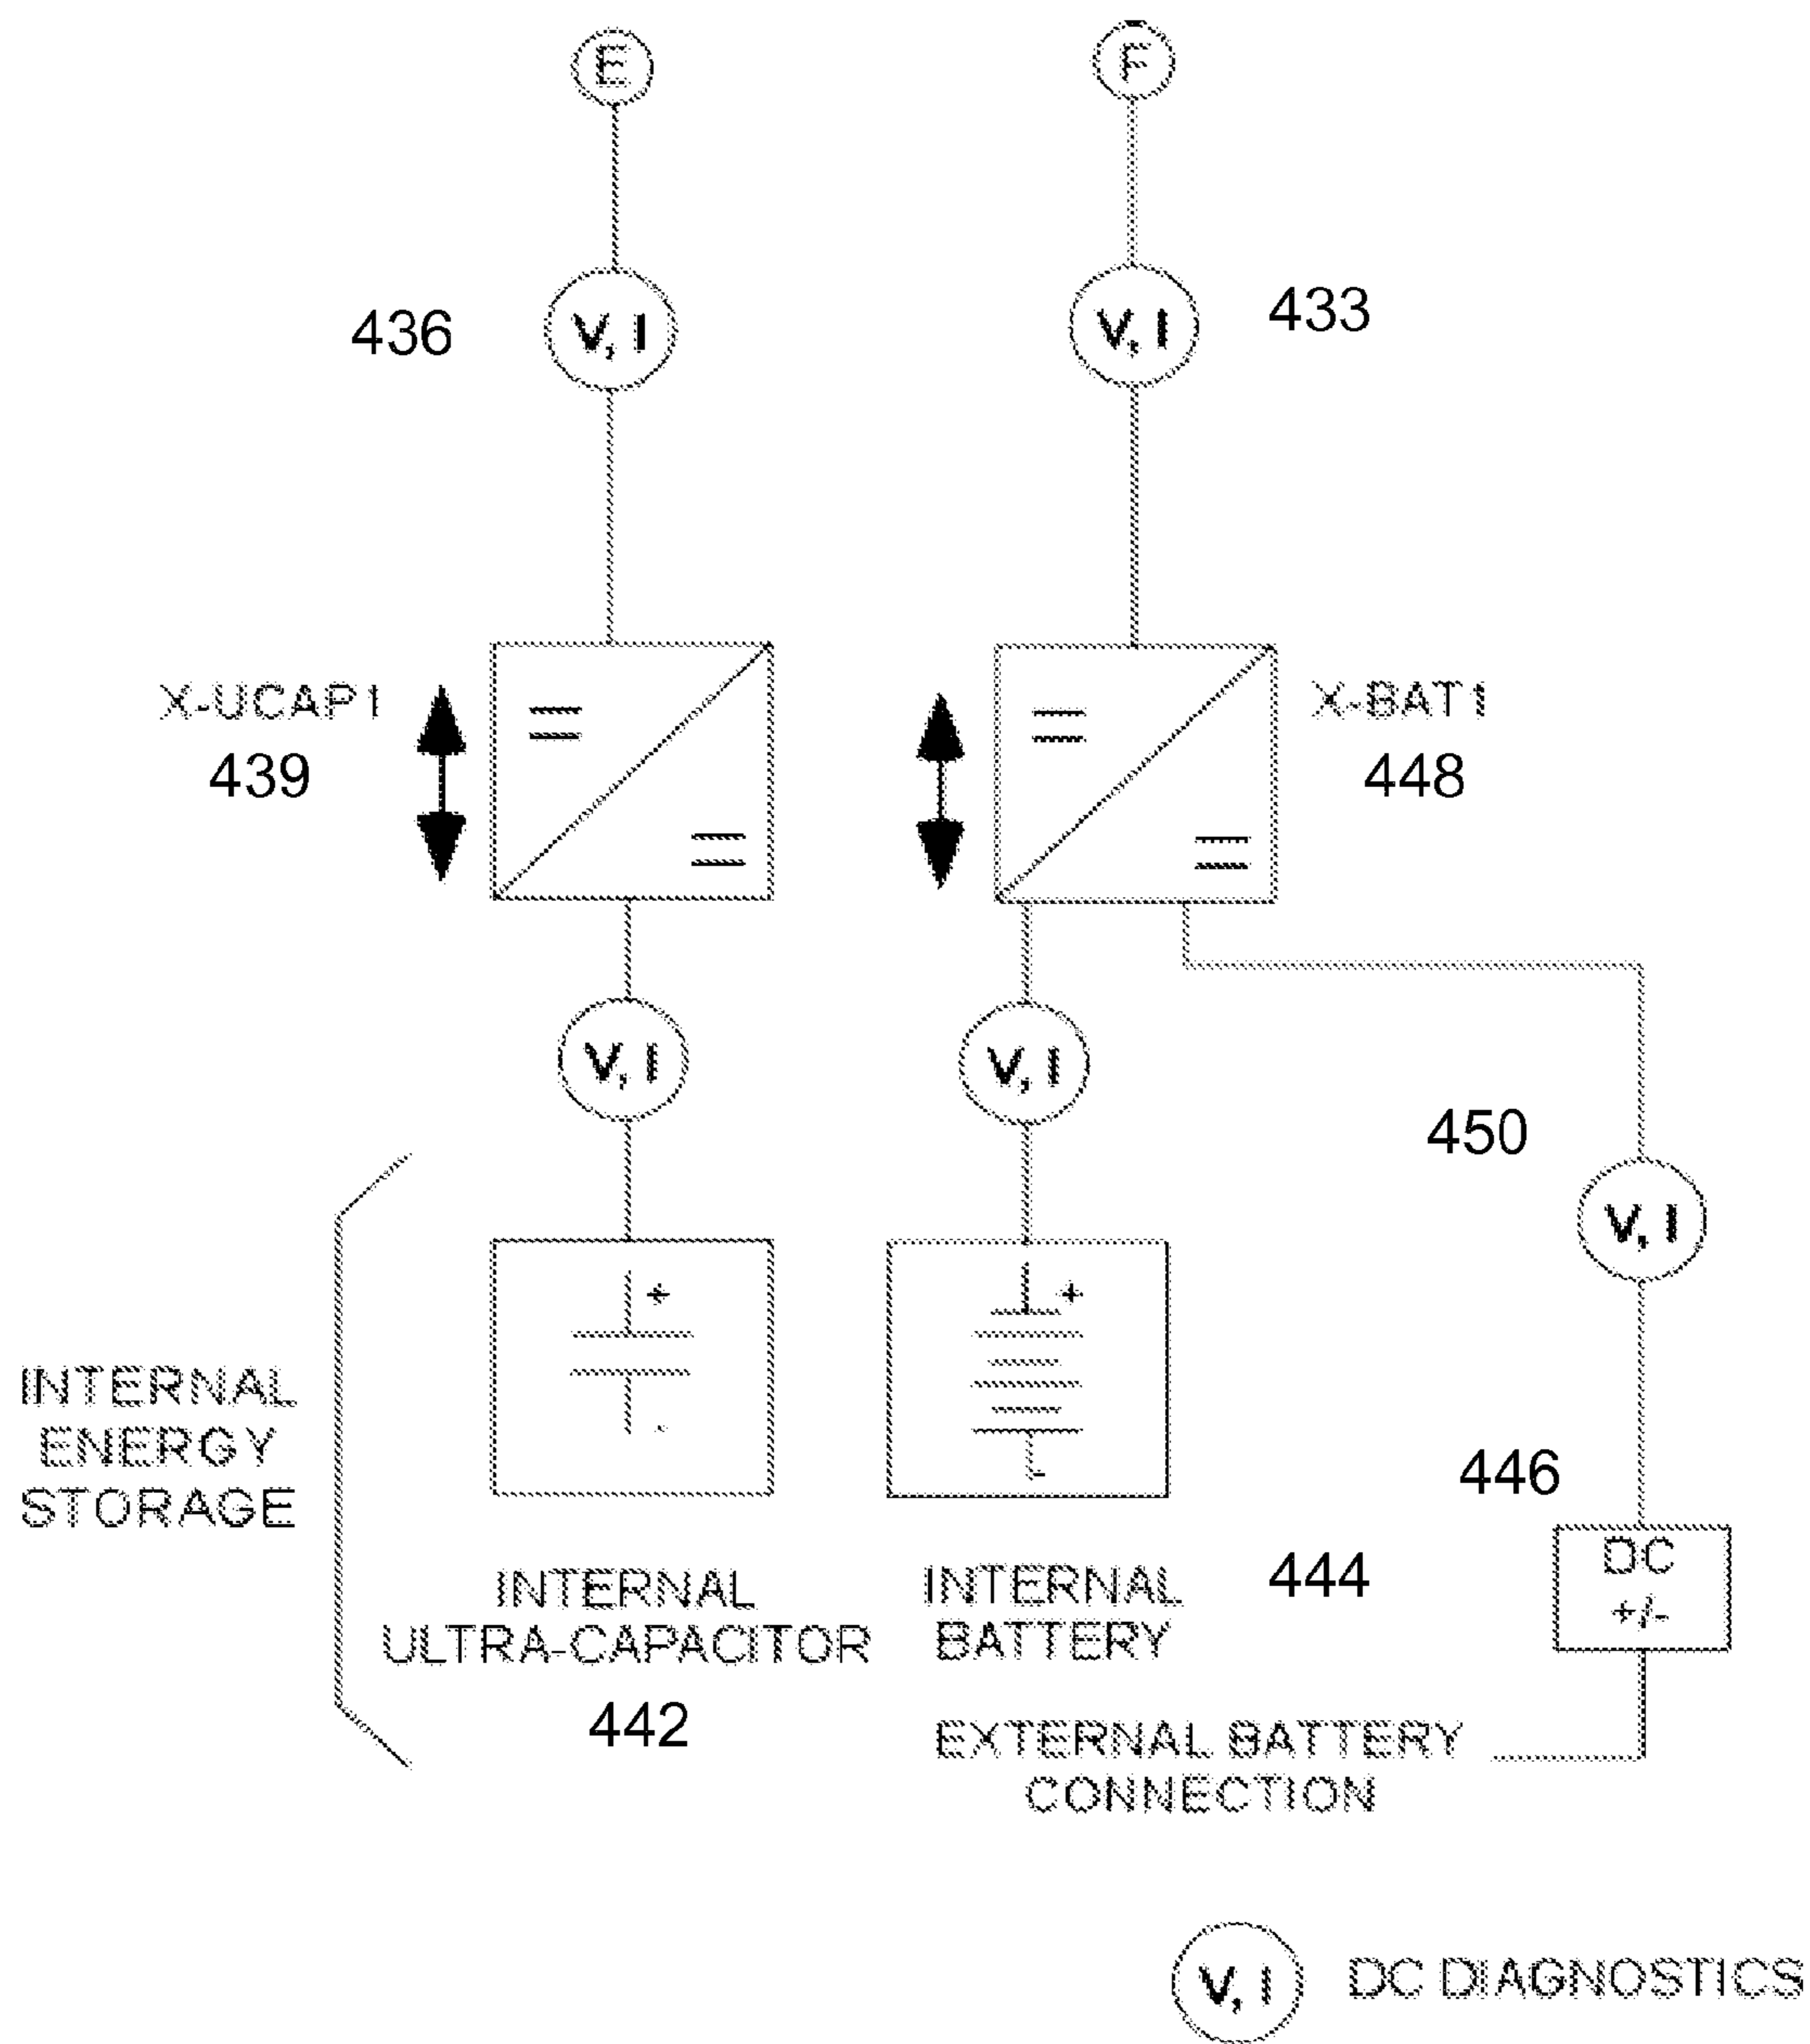 E
F
436
V, I
V, I
433
X-UCAP1
439
X-BAT1
448
V, I
V, I
450
V, I
+
-
+
-
INTERNAL
ENERGY
STORAGE
446
DC
+/-
INTERNAL
ULTRA-CAPACITOR
442
INTERNAL
BATTERY
444
EXTERNAL BATTERY
CONNECTION
V, I
DC DIAGNOSTICS